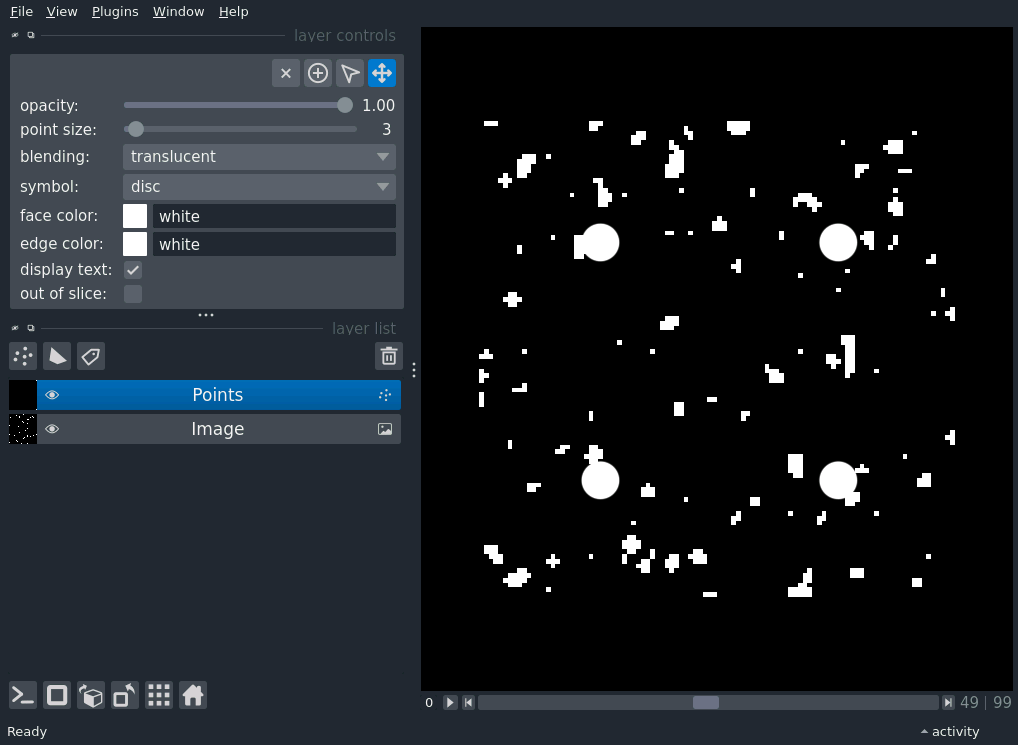 File View Plugins Window Help
layer controls
opacity: 1.00
point size: 3
blending: translucent
symbol: disc
face color: white
edge color: white
display text:
out of slice:
layer list
Points
Image
0 49 | 99
Ready activity